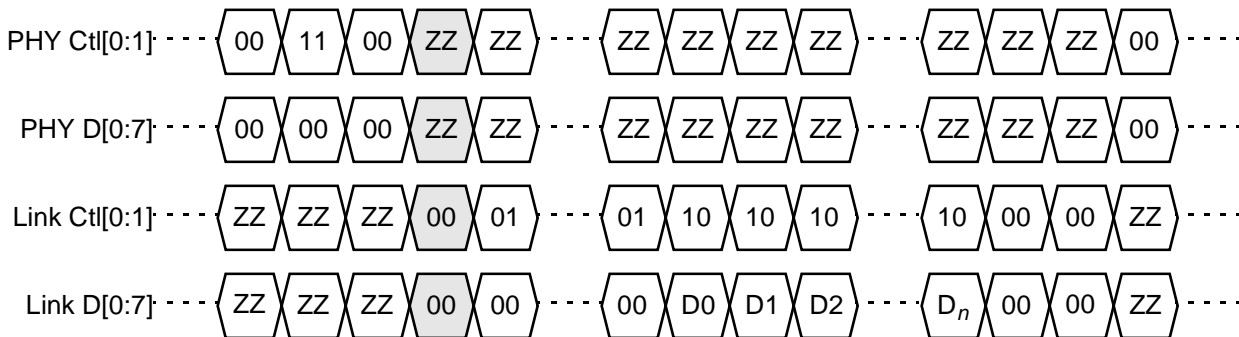 PHY Ctl[0:1] 00 11 00 ZZ ZZ ZZ ZZ ZZ ZZ ZZ ZZ ZZ 00
PHY D[0:7] 00 00 00 ZZ ZZ ZZ ZZ ZZ ZZ ZZ ZZ ZZ 00
Link Ctl[0:1] ZZ ZZ ZZ 00 01 01 10 10 10 10 00 00 ZZ
Link D[0:7] ZZ ZZ ZZ 00 00 00 D0 D1 D2 Dn 00 00 ZZ